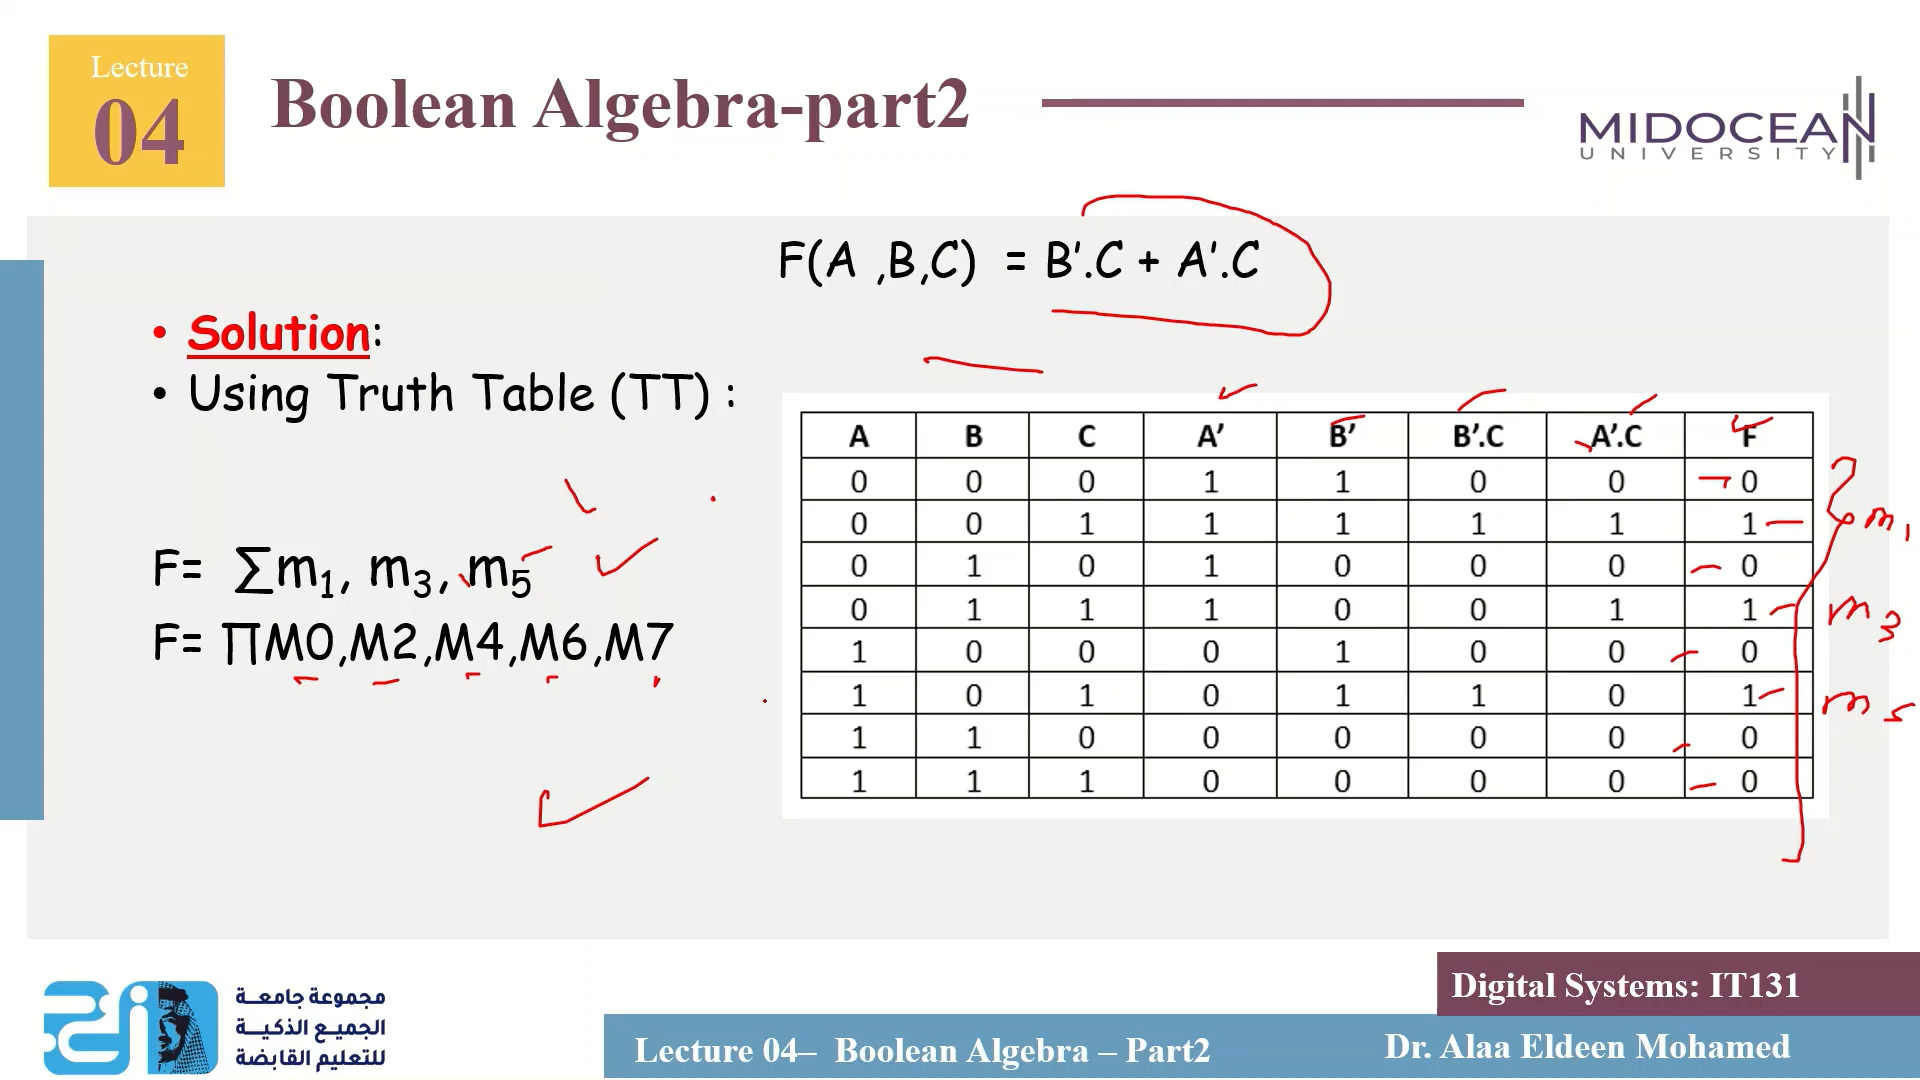 Lecture
04
Boolean Algebra-part2
MIDOCEAN
UNIVERSITY
F(A ,B,C) = B'.C + A'.C
• Solution:
• Using Truth Table (TT) :
F= ∑m₁, m₃, m₅
F= ∏M0,M2,M4,M6,M7
A B C A’ B’ B’.C A’.C F
0 0 0 1 1 0 0 0
0 0 1 1 1 1 1 1 m₁
0 1 0 1 0 0 0 0
0 1 1 1 0 0 1 1 m₃
1 0 0 0 1 0 0 0
1 0 1 0 1 1 0 1 m₅
1 1 0 0 0 0 0 0
1 1 1 0 0 0 0 0
مجموعة جامعة
الجميع الذكية
للتعليم القابضة
Digital Systems: IT131
Lecture 04– Boolean Algebra – Part2
Dr. Alaa Eldeen Mohamed